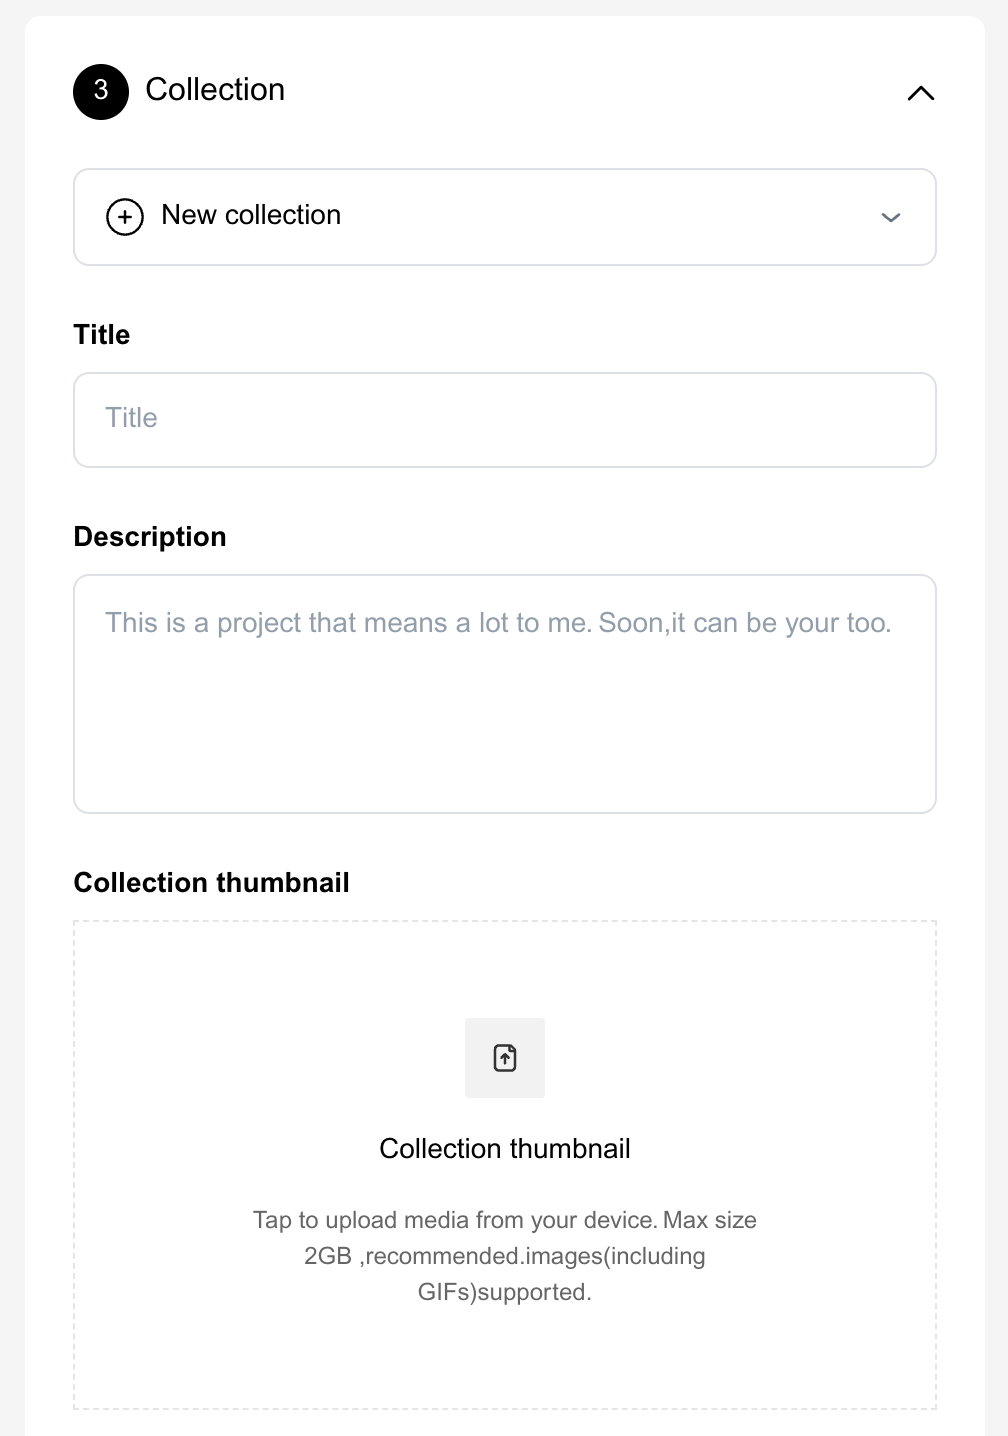 3 Collection
New collection
Title
Title
Description
This is a project that means a lot to me. Soon,it can be your too.
Collection thumbnail
Collection thumbnail
Tap to upload media from your device. Max size
2GB ,recommended.images(including
GIFs)supported.